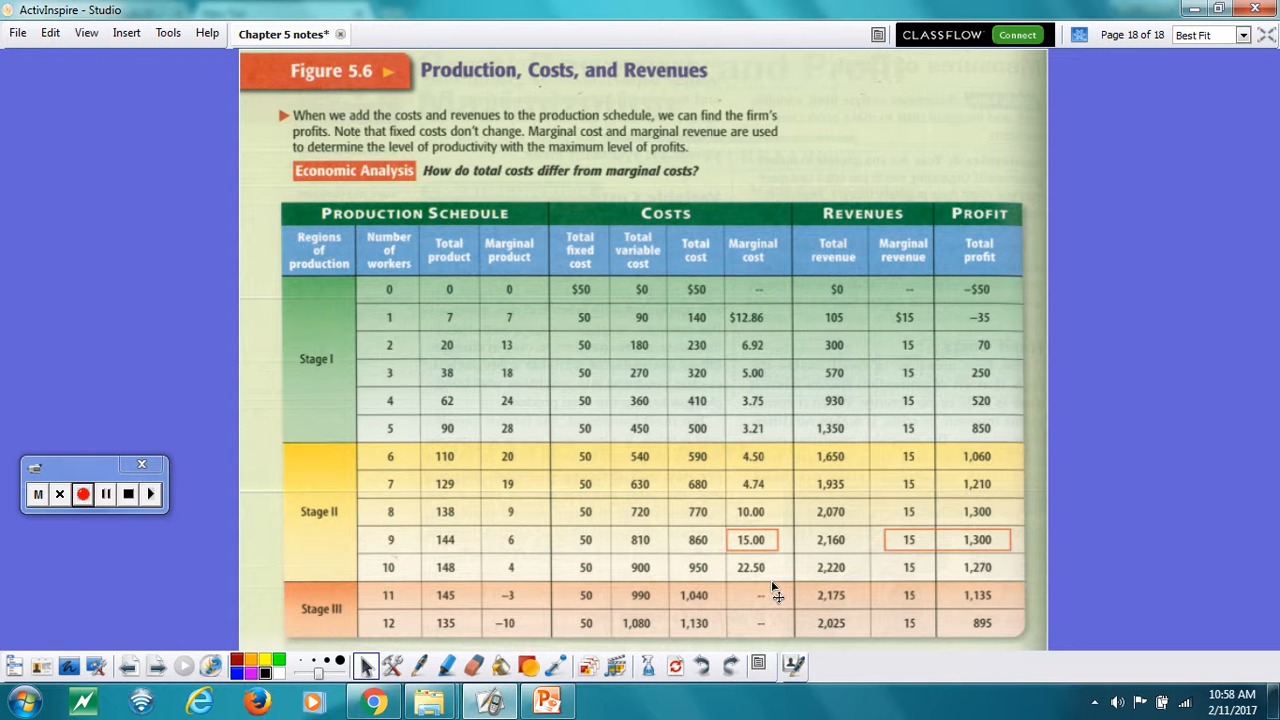 ActivInspire - Studio
File Edit View Insert Tools Help Chapter 5 notes* CLASSFLOW Connect Page 18 of 18 Best Fit
Figure 5.6 Production, Costs, and Revenues
When we add the costs and revenues to the production schedule, we can find the firm's
profits. Note that fixed costs don't change. Marginal cost and marginal revenue are used
to determine the level of productivity with the maximum level of profits.
Economic Analysis How do total costs differ from marginal costs?
PRODUCTION SCHEDULE COSTS REVENUES PROFIT
Regions of production Number of workers Total product Marginal product Total fixed cost Total variable cost Total cost Marginal cost Total revenue Marginal revenue Total profit
0 0 0 $50 $0 $50 -- $0 -- −$50
1 7 7 50 90 140 $12.86 105 $15 −35
2 20 13 50 180 230 6.92 300 15 70
Stage I
3 38 18 50 270 320 5.00 570 15 250
4 62 24 50 360 410 3.75 930 15 520
5 90 28 50 450 500 3.21 1,350 15 850
6 110 20 50 540 590 4.50 1,650 15 1,060
7 129 19 50 630 680 4.74 1,935 15 1,210
Stage II 8 138 9 50 720 770 10.00 2,070 15 1,300
9 144 6 50 810 860 15.00 2,160 15 1,300
10 148 4 50 900 950 22.50 2,220 15 1,270
11 145 −3 50 990 1,040 -- 2,175 15 1,135
Stage III
12 135 −10 50 1,080 1,130 -- 2,025 15 895
M
10:58 AM
2/11/2017